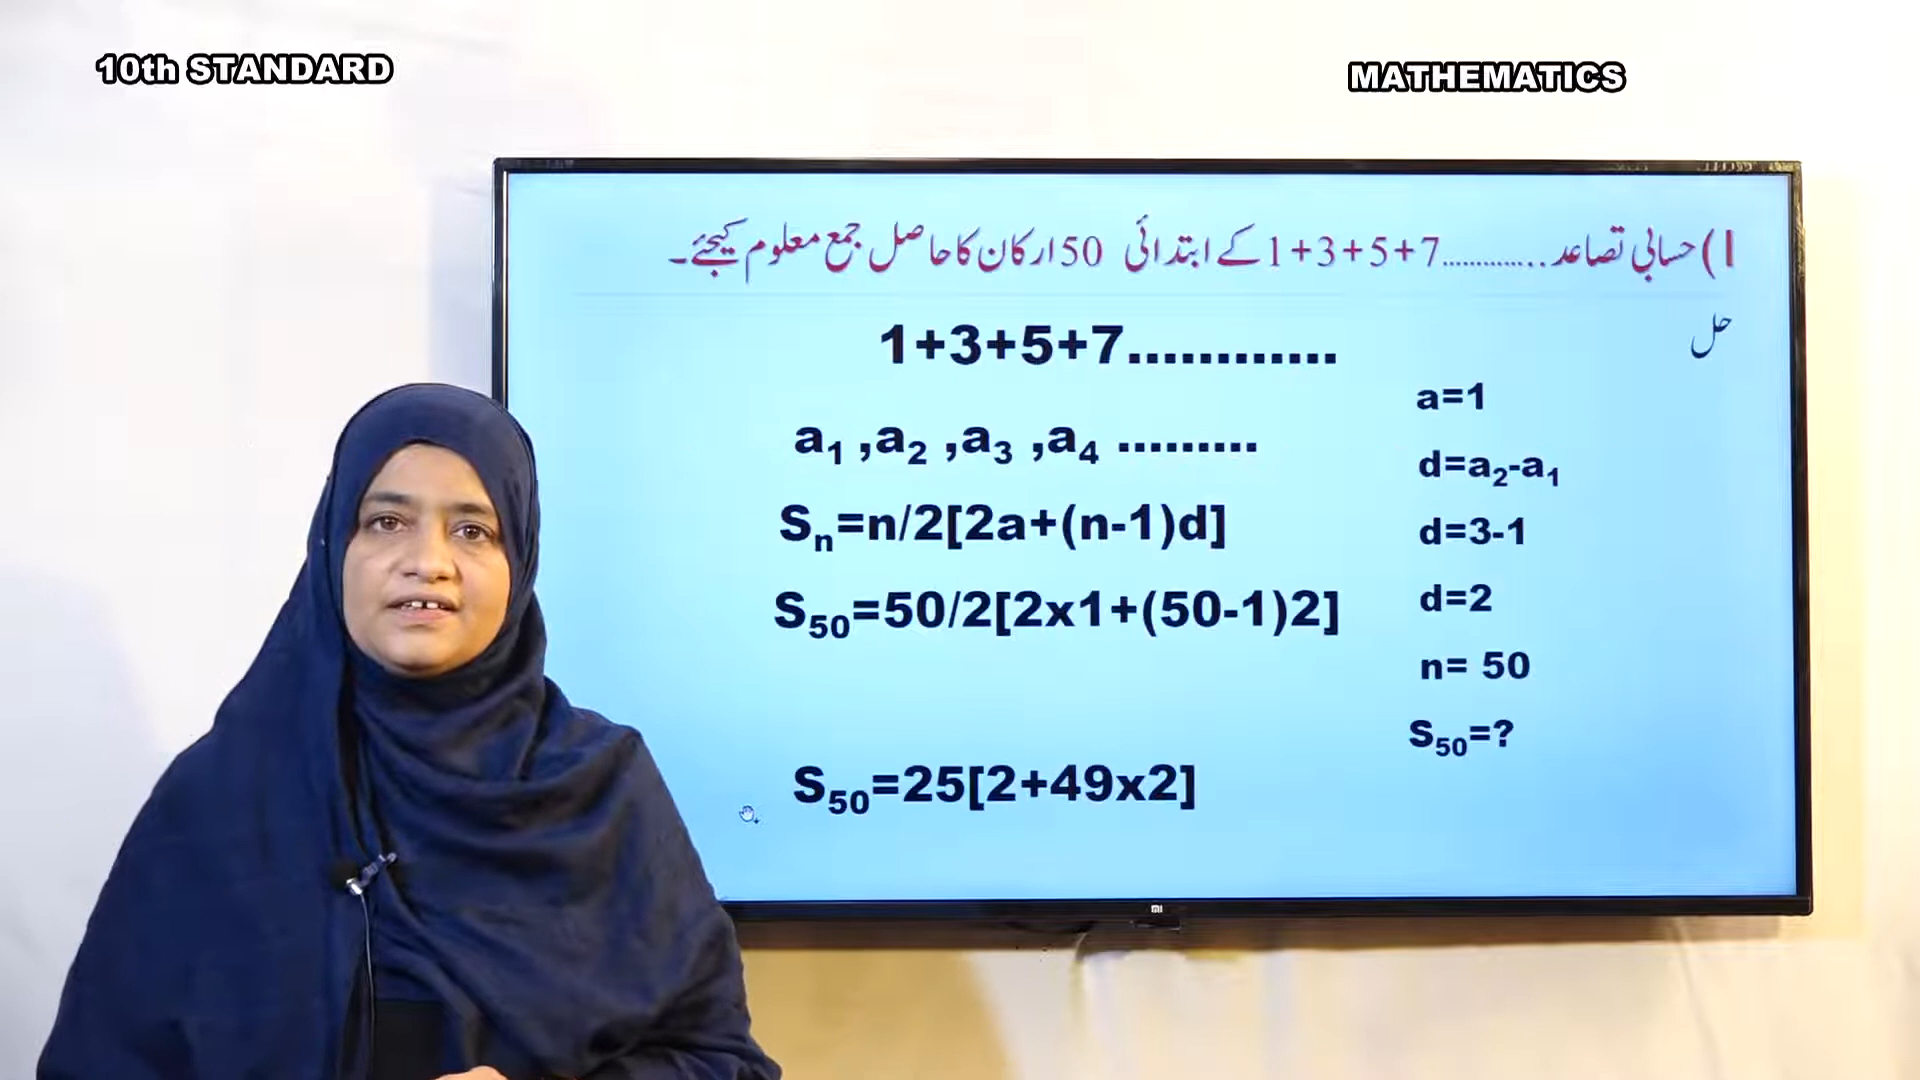 10th STANDARD
MATHEMATICS
1) حسابی تصاعد ..............1+3+5+7 کے ابتدائی 50 ارکان کا حاصل جمع معلوم کیجئے۔
حل
1+3+5+7............
a=1
a₁ ,a₂ ,a₃ ,a₄ .........
d=a₂-a₁
Sₙ=n/2[2a+(n-1)d]
d=3-1
S₅₀=50/2[2x1+(50-1)2]
d=2
n= 50
S₅₀=?
S₅₀=25[2+49x2]
mi